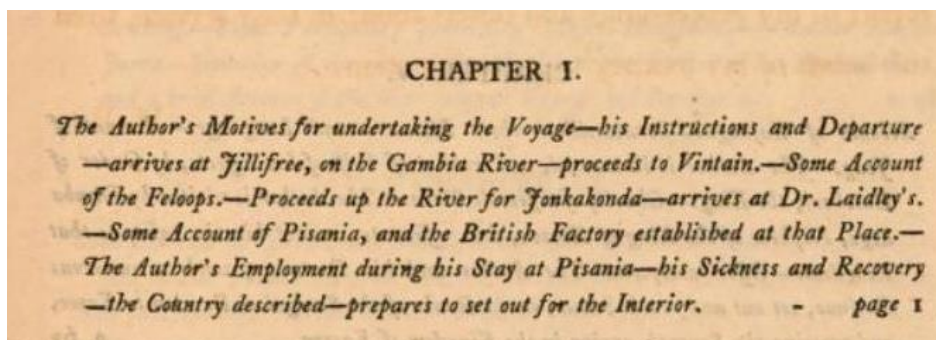 CHAPTER I.
The Author's Motives for undertaking the Voyage—his Instructions and Departure
—arrives at Jillifree, on the Gambia River—proceeds to Vintain.—Some Account
of the Feloops.—Proceeds up the River for Jonkakonda—arrives at Dr. Laidley's.
—Some Account of Pisania, and the British Factory established at that Place.—
The Author's Employment during his Stay at Pisania—his Sickness and Recovery
—the Country described—prepares to set out for the Interior. - page 1